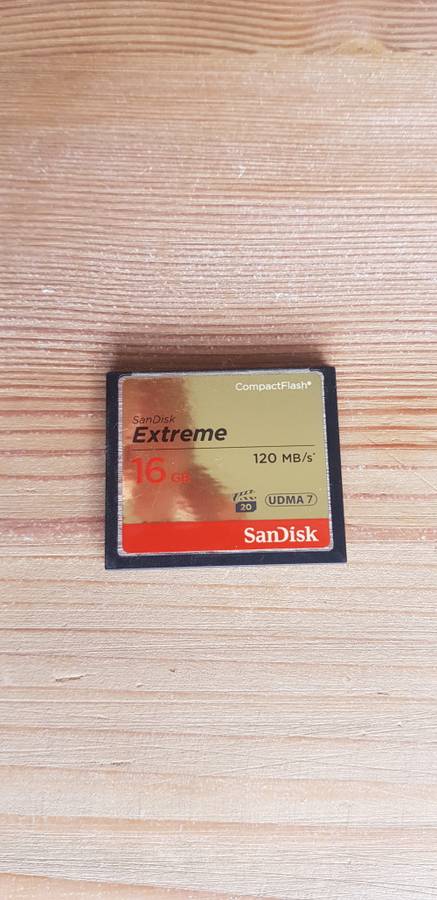 CompactFlash®
SanDisk
Extreme
16 GB
120 MB/s*
20 UDMA 7
SanDisk